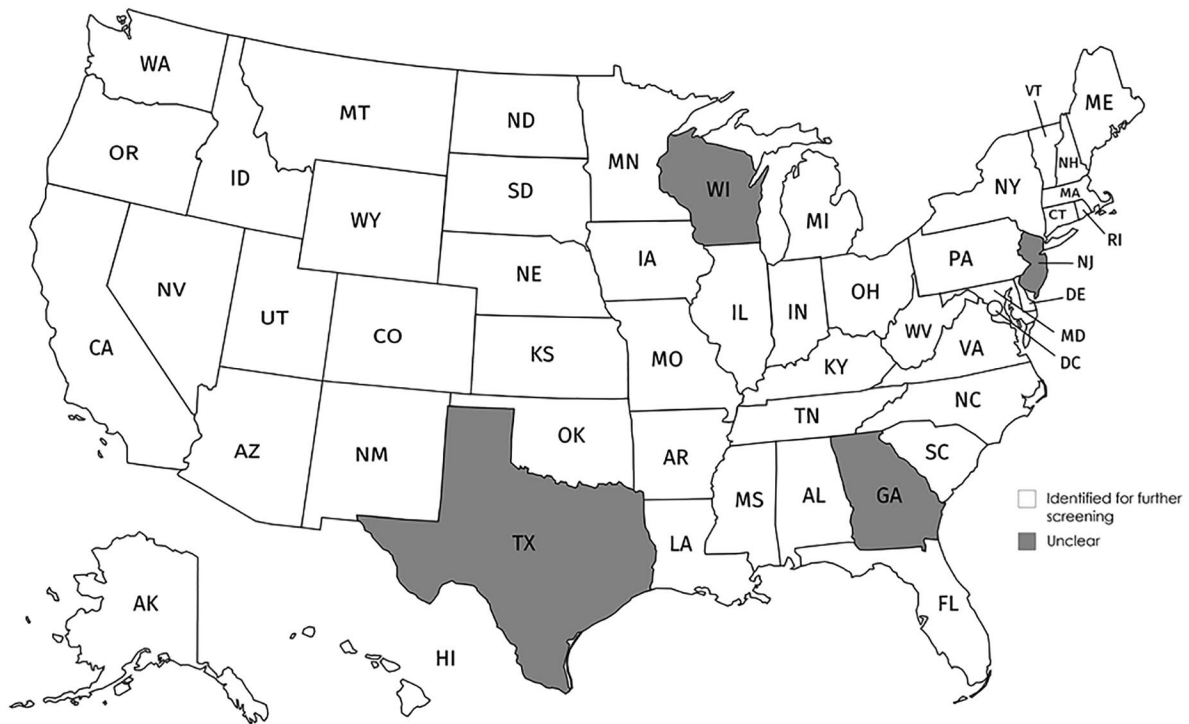 WA
MT
ND
MN
VT
ME
OR
ID
SD
WI
NH
NY
MA
WY
MI
CT
RI
IA
PA
NJ
NE
NV
UT
CO
IL
IN
OH
DE
WV
MD
CA
KS
MO
KY
VA
DC
TN
NC
AZ
NM
OK
AR
SC
MS
AL
GA
Identified for further
screening
TX
LA
Unclear
AK
FL
HI